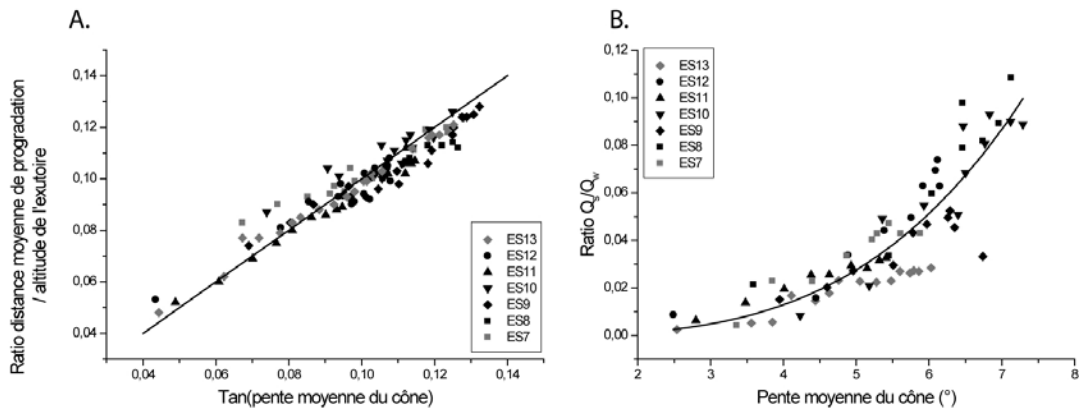 A.
Ratio distance moyenne de progradation
/ altitude de l'exutoire
0,14
0,12
0,10
0,08
0,06
0,04
0,04 0,06 0,08 0,10 0,12 0,14
Tan(pente moyenne du cône)
ES13
ES12
ES11
ES10
ES9
ES8
ES7
B.
Ratio Qs/Qw
0,12
0,10
0,08
0,06
0,04
0,02
0,00
2 3 4 5 6 7 8
Pente moyenne du cône (°)
ES13
ES12
ES11
ES10
ES9
ES8
ES7